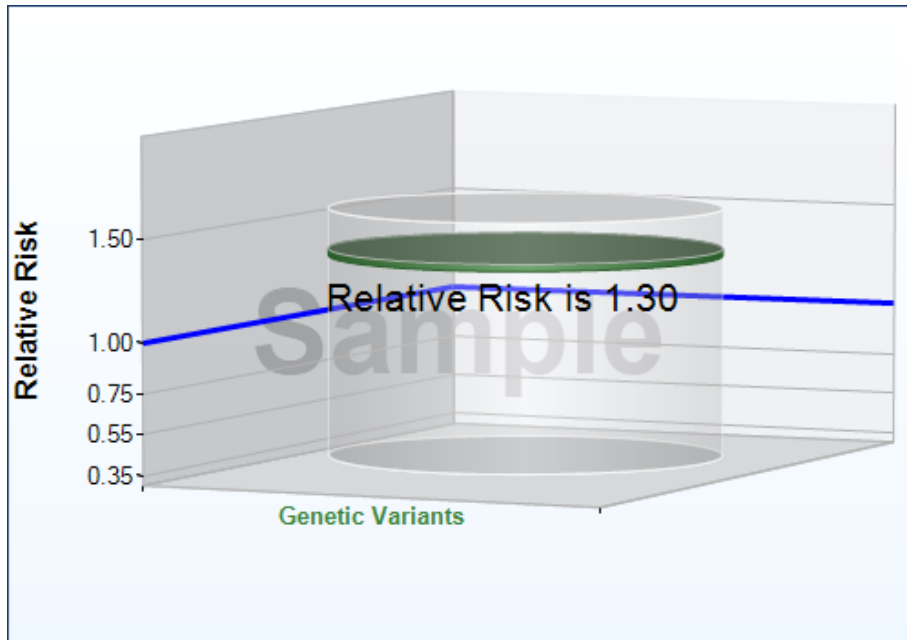 Relative Risk
1.50
1.00
0.75
0.55
0.35
Relative Risk is 1.30
Sample
Genetic Variants